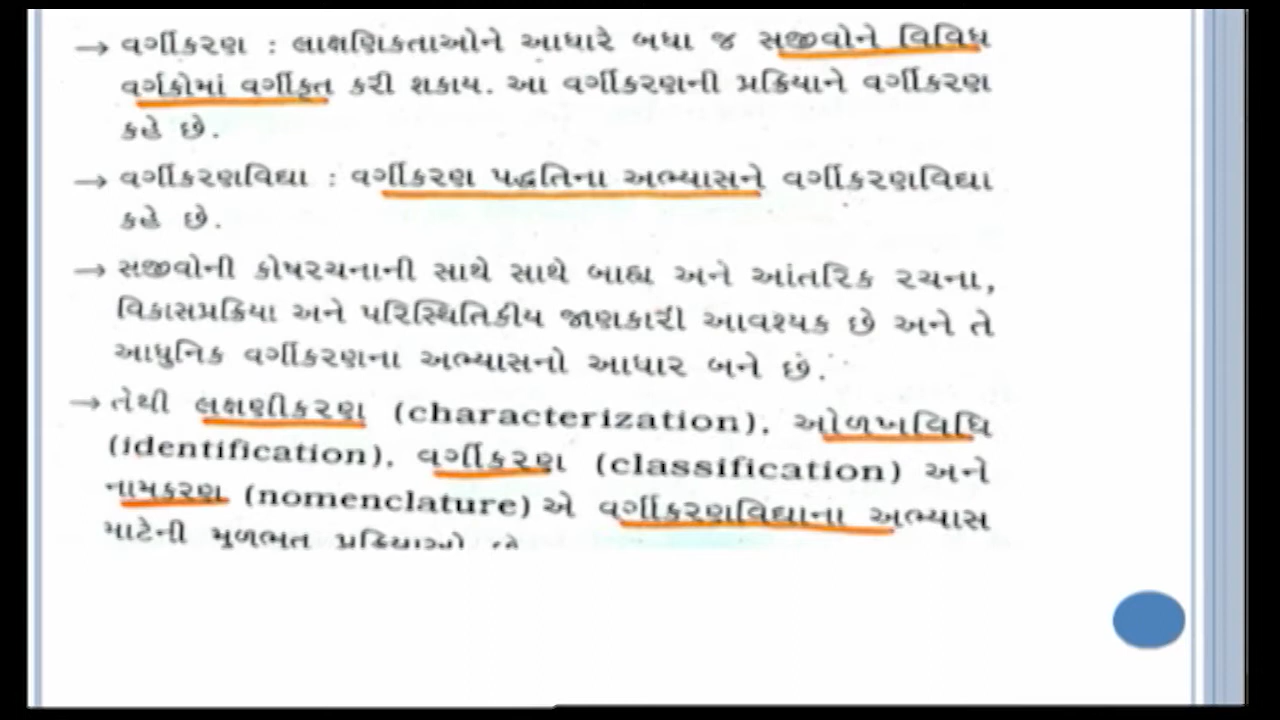 → વર્ગીકરણ : લાક્ષણિકતાઓને આધારે બધા જ સજીવોને વિવિધ
વર્ગકોમાં વર્ગીકૃત કરી શકાય. આ વર્ગીકરણની પ્રક્રિયાને વર્ગીકરણ
કહે છે.
→ વર્ગીકરણવિદ્યા : વર્ગીકરણ પદ્ધતિના અભ્યાસને વર્ગીકરણવિદ્યા
કહે છે.
→ સજીવોની કોષરચનાની સાથે સાથે બાહ્ય અને આંતરિક રચના,
વિકાસપ્રક્રિયા અને પરિસ્થિતિકીય જાણકારી આવશ્યક છે અને તે
આધુનિક વર્ગીકરણના અભ્યાસનો આધાર બને છે.
→ તેથી લક્ષણીકરણ (characterization), ઓળખવિધિ
(identification), વર્ગીકરણ (classification) અને
નામકરણ (nomenclature) એ વર્ગીકરણવિદ્યાના અભ્યાસ
માટેની મૂળભૂત પ્રક્રિયાઓ છે